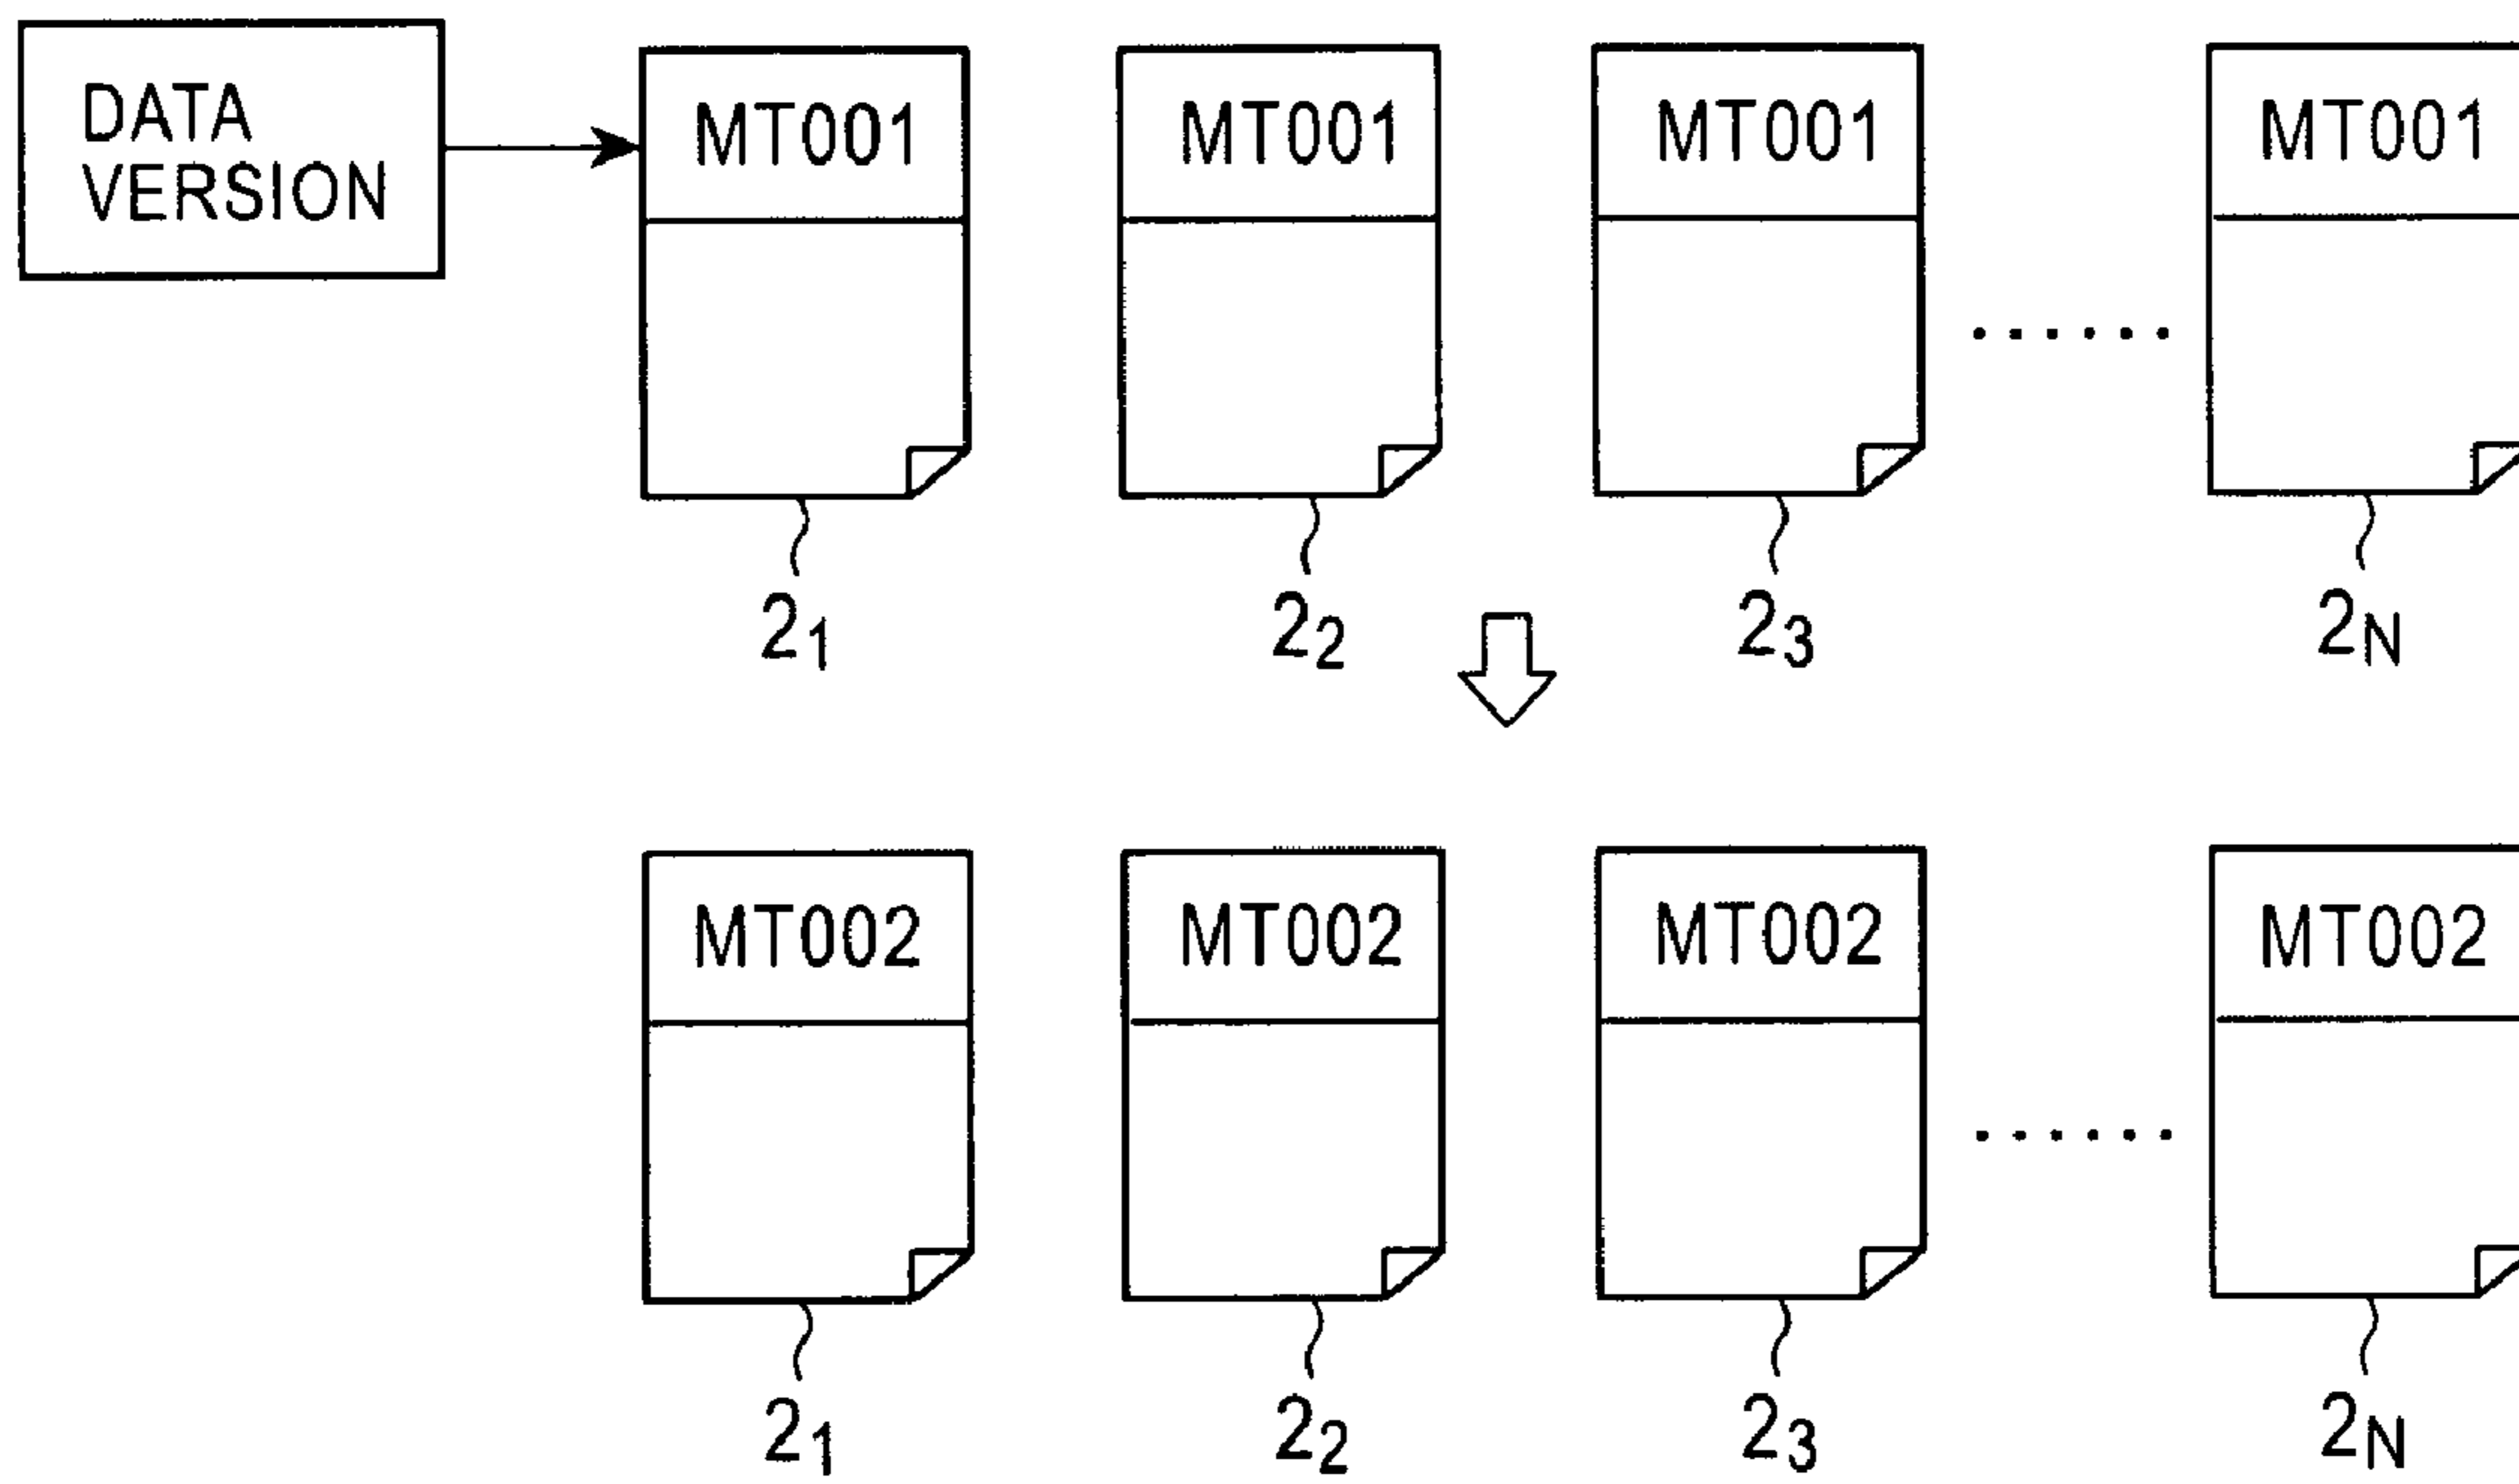 DATA
VERSION
MT001 MT001 MT001 ...... MT001
2₁ 2₂ 2₃ 2N
MT002 MT002 MT002 ...... MT002
2₁ 2₂ 2₃ 2N